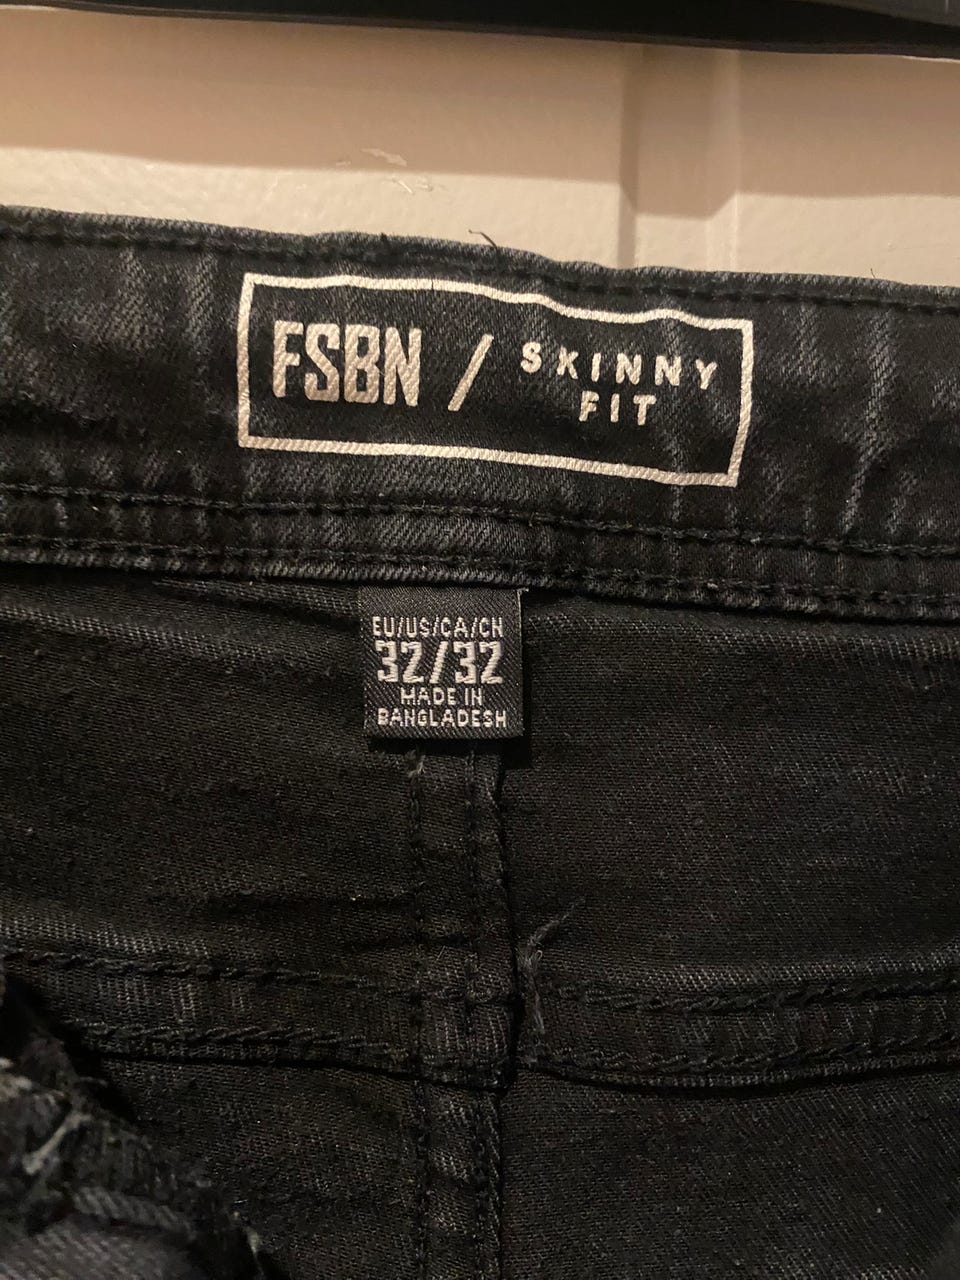 FSBN / SKINNY
FIT
EU/US/CA/CH
32/32
MADE IN
BANGLADESH